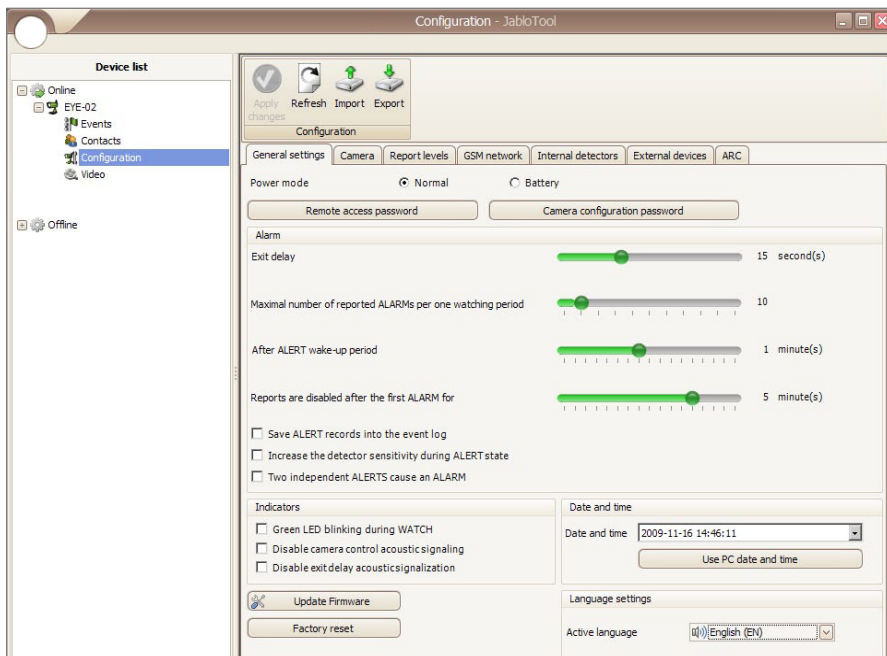 Configuration - JabloTool
Device list
Online
EYE-02
Events
Contacts
Configuration
Video
Offline
Apply changes
Refresh
Import
Export
Configuration
General settings
Camera
Report levels
GSM network
Internal detectors
External devices
ARC
Power mode
Normal
Battery
Remote access password
Camera configuration password
Alarm
Exit delay
15 second(s)
Maximal number of reported ALARMs per one watching period
10
After ALERT wake-up period
1 minute(s)
Reports are disabled after the first ALARM for
5 minute(s)
Save ALERT records into the event log
Increase the detector sensitivity during ALERT state
Two independent ALERTS cause an ALARM
Indicators
Green LED blinking during WATCH
Disable camera control acoustic signaling
Disable exit delay acoustic signalization
Date and time
Date and time
2009-11-16 14:46:11
Use PC date and time
Update Firmware
Factory reset
Language settings
Active language
English (EN)